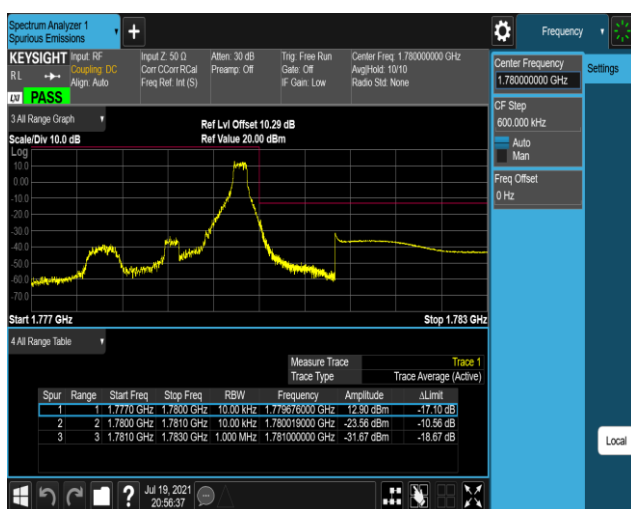 Spectrum Analyzer 1
Spurious Emissions
+
Frequency
KEYSIGHT
RL
LXI PASS
Input: RF
Coupling: DC
Align: Auto
Input Z: 50 Ω
Corr CCorr RCal
Freq Ref: Int (S)
Atten: 30 dB
Preamp: Off
Trig: Free Run
Gate: Off
IF Gain: Low
Center Freq: 1.780000000 GHz
Avg|Hold: 10/10
Radio Std: None
Center Frequency
1.780000000 GHz
Settings
CF Step
600.000 kHz
Auto
Man
Freq Offset
0 Hz
3 All Range Graph
Ref Lvl Offset 10.29 dB
Scale/Div 10.0 dB
Ref Value 20.00 dBm
Log
10.0
0.00
-10.0
-20.0
-30.0
-40.0
-50.0
-60.0
-70.0
Start 1.777 GHz
Stop 1.783 GHz
4 All Range Table
Measure Trace Trace 1
Trace Type Trace Average (Active)
Spur Range Start Freq Stop Freq RBW Frequency Amplitude ΔLimit
1 1 1.7770 GHz 1.7800 GHz 10.00 kHz 1.779676000 GHz 12.90 dBm -17.10 dB
2 2 1.7800 GHz 1.7810 GHz 10.00 kHz 1.780019000 GHz -23.56 dBm -10.56 dB
3 3 1.7810 GHz 1.7830 GHz 1.000 MHz 1.781000000 GHz -31.67 dBm -18.67 dB
Local
?
Jul 19, 2021
20:56:37